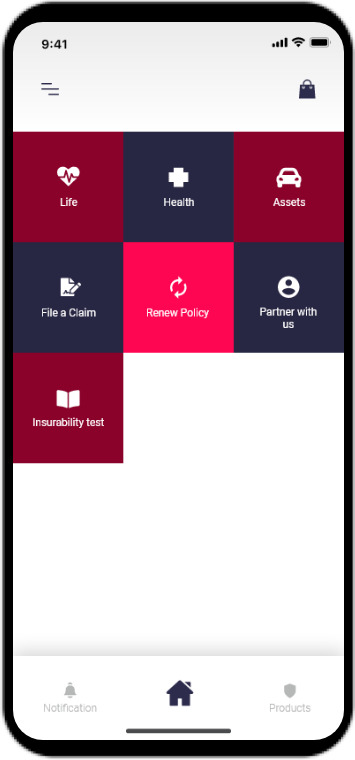 9:41
Life
Health
Assets
File a Claim
Renew Policy
Partner with
us
Insurability test
Notification
Products